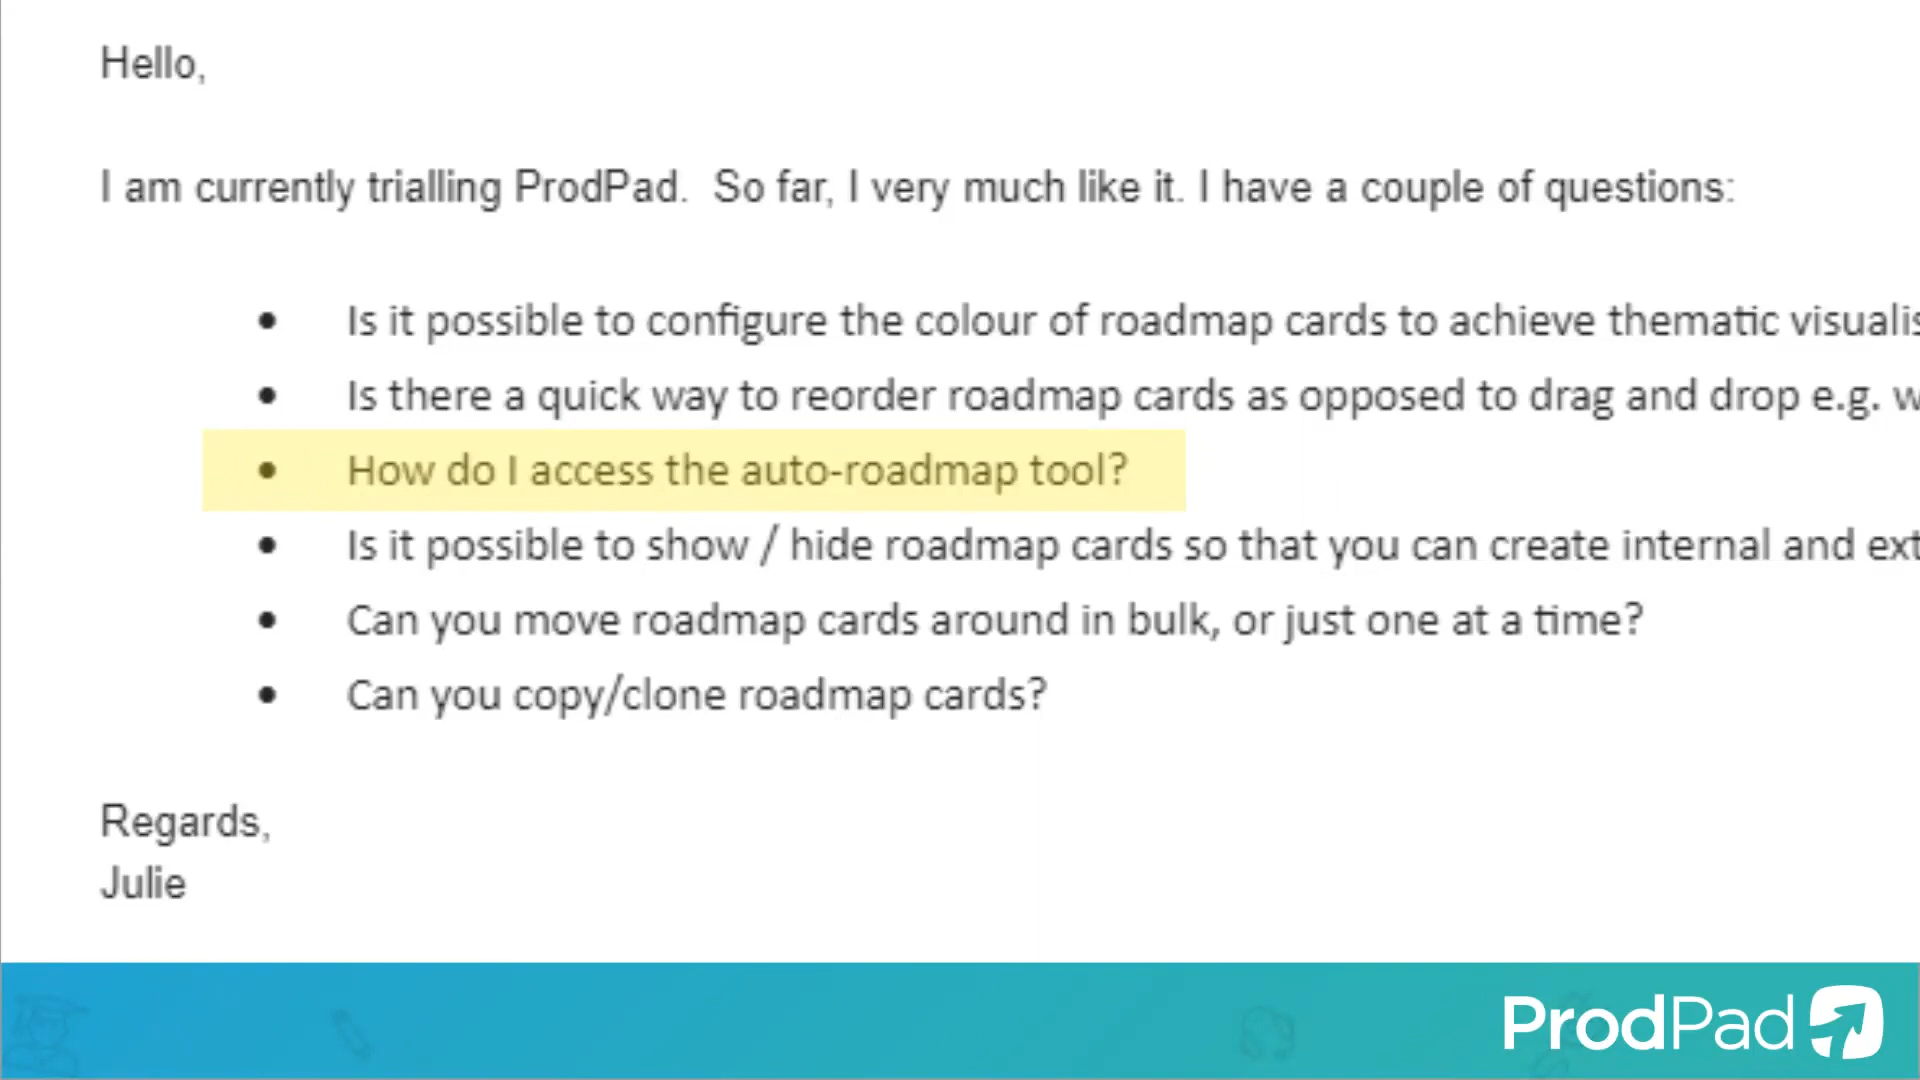 Hello,
I am currently trialling ProdPad.  So far, I very much like it. I have a couple of questions:
• Is it possible to configure the colour of roadmap cards to achieve thematic
• Is there a quick way to reorder roadmap cards as opposed to drag and drop e.g.
• How do I access the auto-roadmap tool?
• Is it possible to show / hide roadmap cards so that you can create internal and
• Can you move roadmap cards around in bulk, or just one at a time?
• Can you copy/clone roadmap cards?
Regards,
Julie
ProdPad